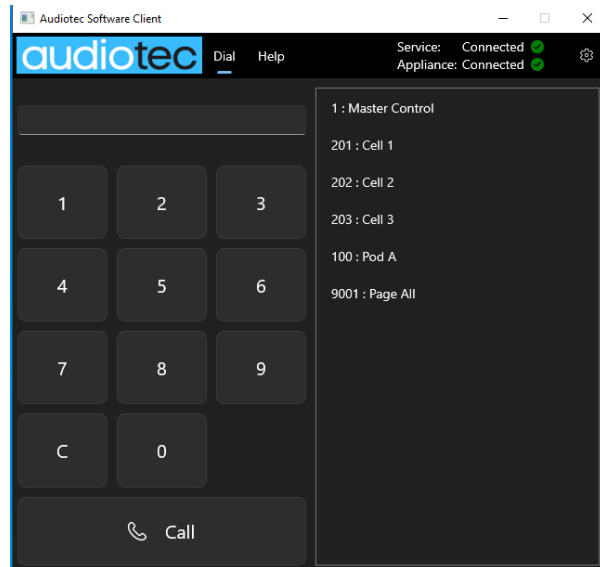 Audiotec Software Client
audiotec
Dial
Help
Service: Connected
Appliance: Connected
1 2 3
4 5 6
7 8 9
C 0
Call
1 : Master Control
201 : Cell 1
202 : Cell 2
203 : Cell 3
100 : Pod A
9001 : Page All